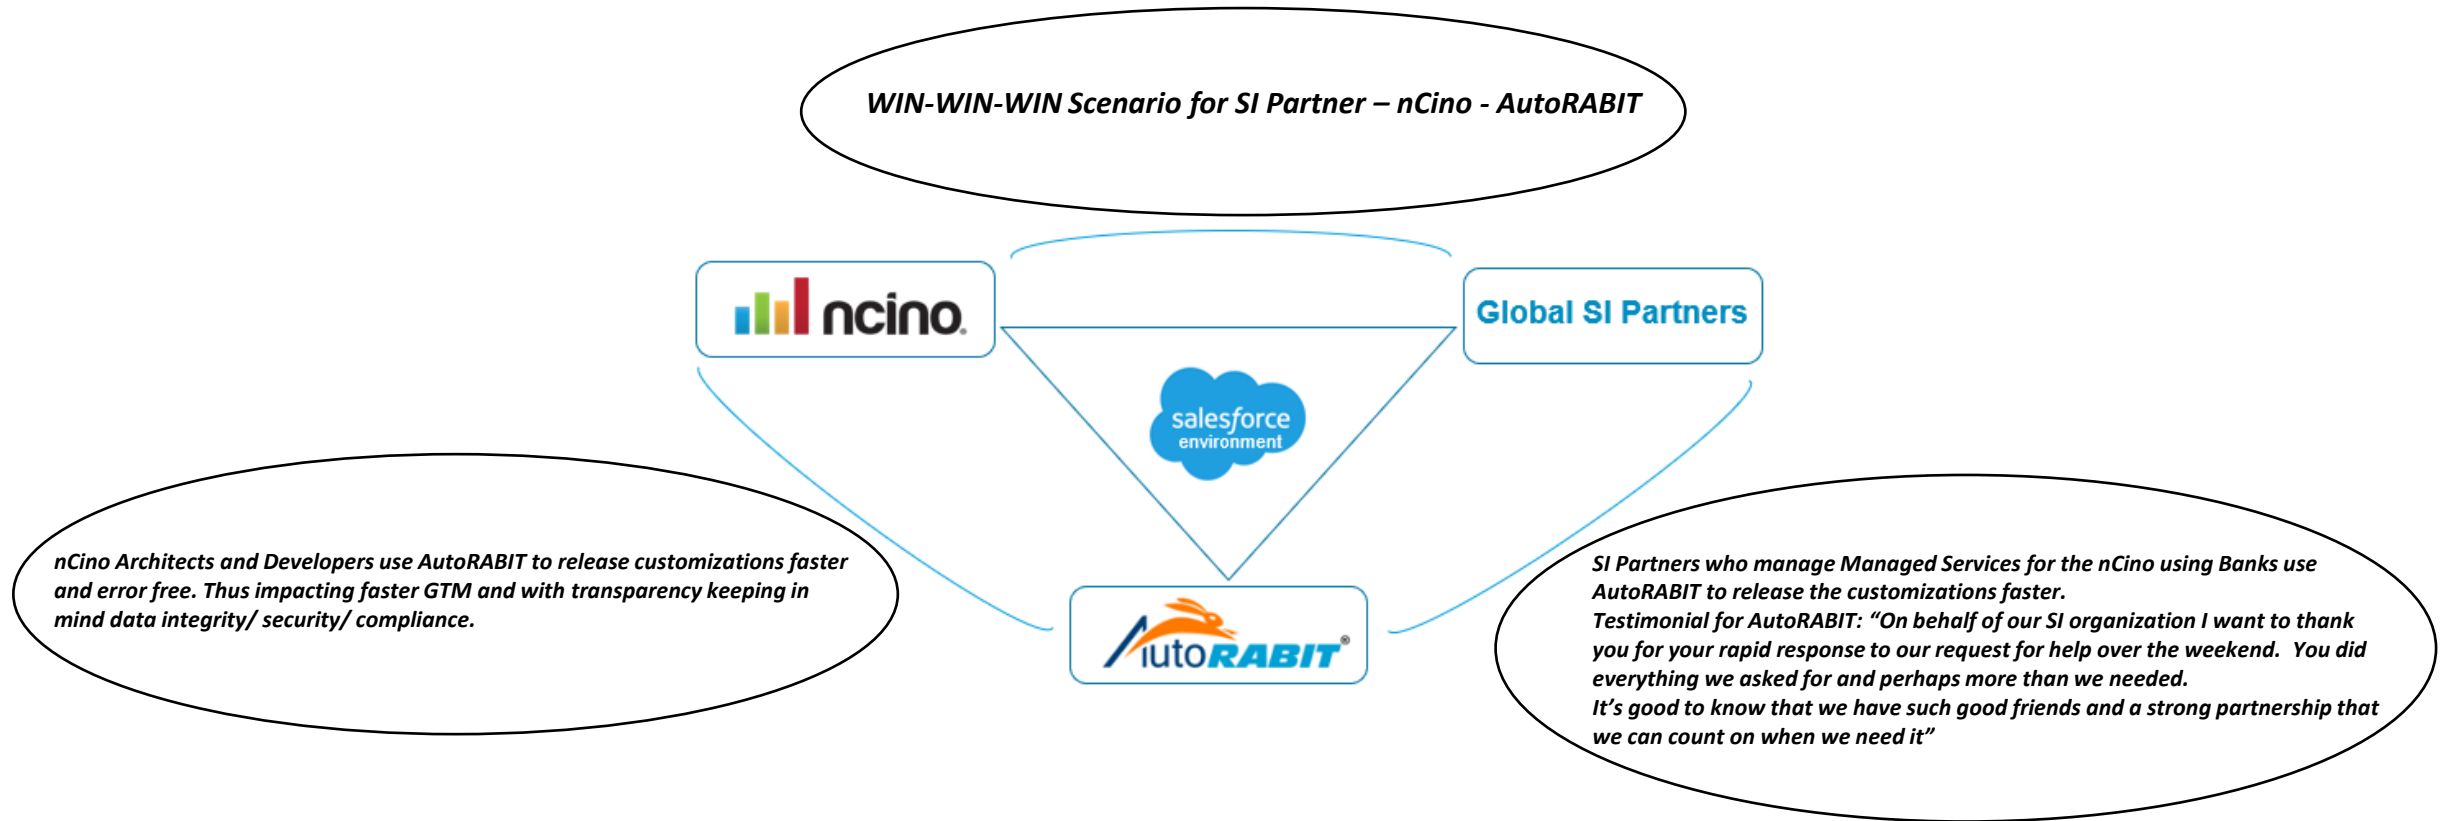 WIN-WIN-WIN Scenario for SI Partner – nCino - AutoRABIT
ncino.
Global SI Partners
salesforce
environment
nCino Architects and Developers use AutoRABIT to release customizations faster
and error free. Thus impacting faster GTM and with transparency keeping in
mind data integrity/ security/ compliance.
AutoRABIT®
SI Partners who manage Managed Services for the nCino using Banks use
AutoRABIT to release the customizations faster.
Testimonial for AutoRABIT: “On behalf of our SI organization I want to thank
you for your rapid response to our request for help over the weekend.  You did
everything we asked for and perhaps more than we needed.
It’s good to know that we have such good friends and a strong partnership that
we can count on when we need it”